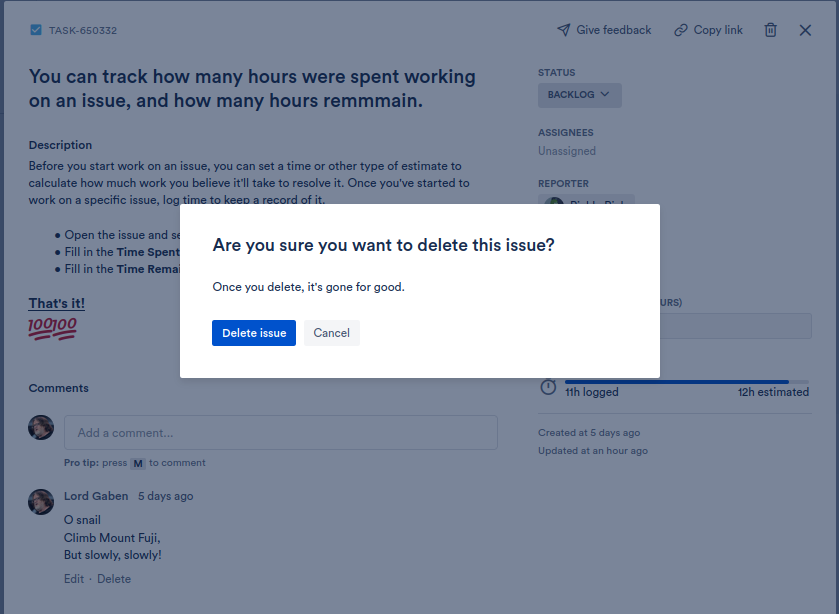 TASK-650332
Give feedback
Copy link
You can track how many hours were spent working
on an issue, and how many hours remmmain.
STATUS
BACKLOG
ASSIGNEES
Unassigned
REPORTER
Description
Before you start work on an issue, you can set a time or other type of estimate to
calculate how much work you believe it'll take to resolve it. Once you've started to
work on a specific issue, log time to keep a record of it.
• Open the issue and se
• Fill in the Time Spent
• Fill in the Time Remai
That's it!
100100
Are you sure you want to delete this issue?
Once you delete, it's gone for good.
Delete issue
Cancel
URS)
11h logged
12h estimated
Created at 5 days ago
Updated at an hour ago
Comments
Add a comment...
Pro tip: press M to comment
Lord Gaben 5 days ago
O snail
Climb Mount Fuji,
But slowly, slowly!
Edit · Delete